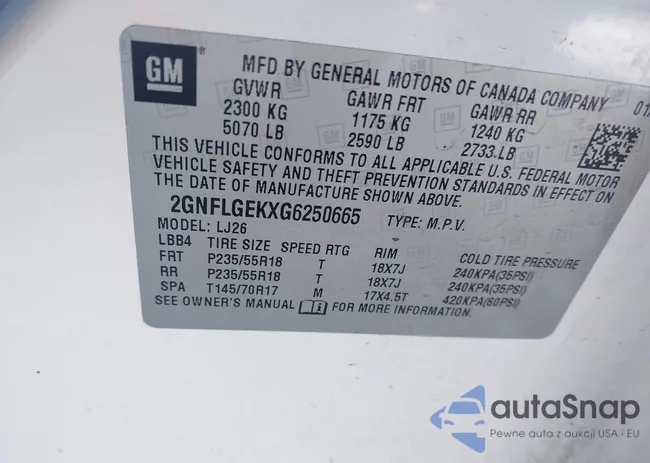 GM
MFD BY GENERAL MOTORS OF CANADA COMPANY
GVWR GAWR FRT GAWR RR
2300 KG 1175 KG 1240 KG
5070 LB 2590 LB 2733 LB
THIS VEHICLE CONFORMS TO ALL APPLICABLE U.S. FEDERAL MOTOR
VEHICLE SAFETY AND THEFT PREVENTION STANDARDS IN EFFECT ON
THE DATE OF MANUFACTURE SHOWN ABOVE.
2GNFLGEKXG6250665 TYPE: M.P.V.
MODEL: LJ26
LBB4 TIRE SIZE SPEED RTG RIM COLD TIRE PRESSURE
FRT P235/55R18 T 18X7J 240KPA(35PSI)
RR P235/55R18 T 18X7J 240KPA(35PSI)
SPA T145/70R17 M 17X4.5T 420KPA(60PSI)
SEE OWNER'S MANUAL FOR MORE INFORMATION.
autaSnap
Pewne auta z aukcji USA i EU